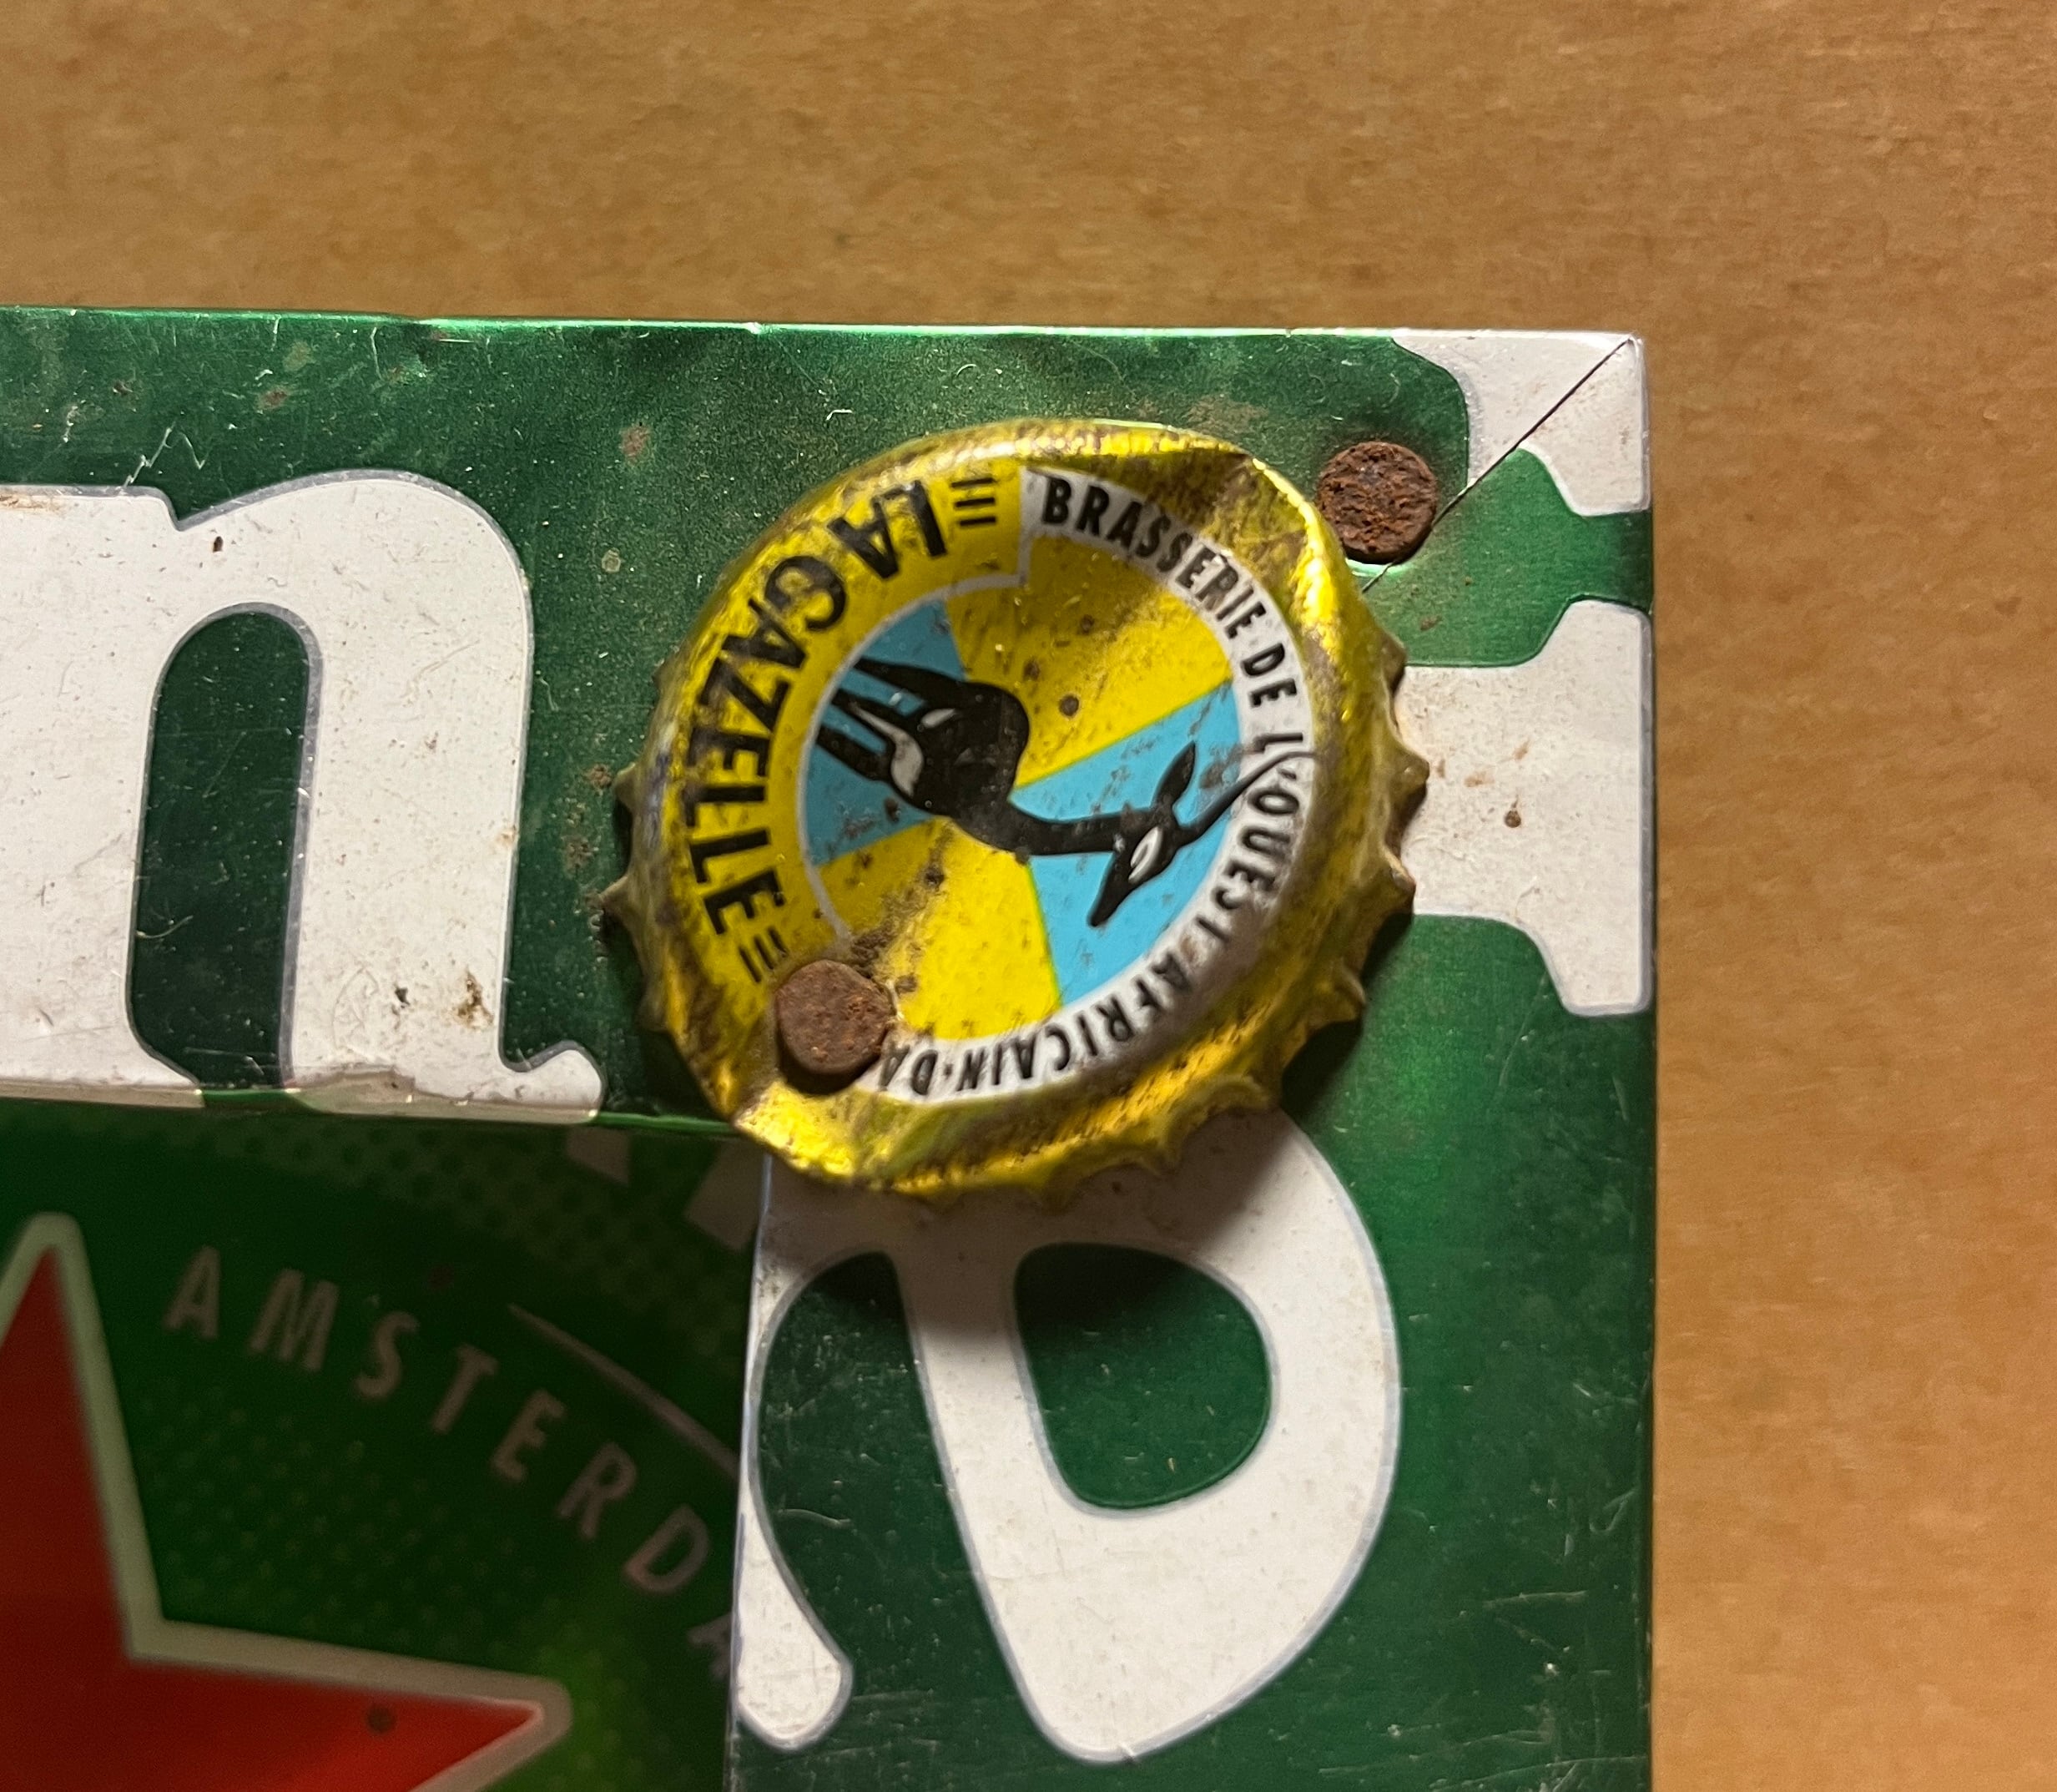 LA GAZELLE
BRASSERIE·DE L'OUEST AFRICAIN·DA
AMSTERDA
n